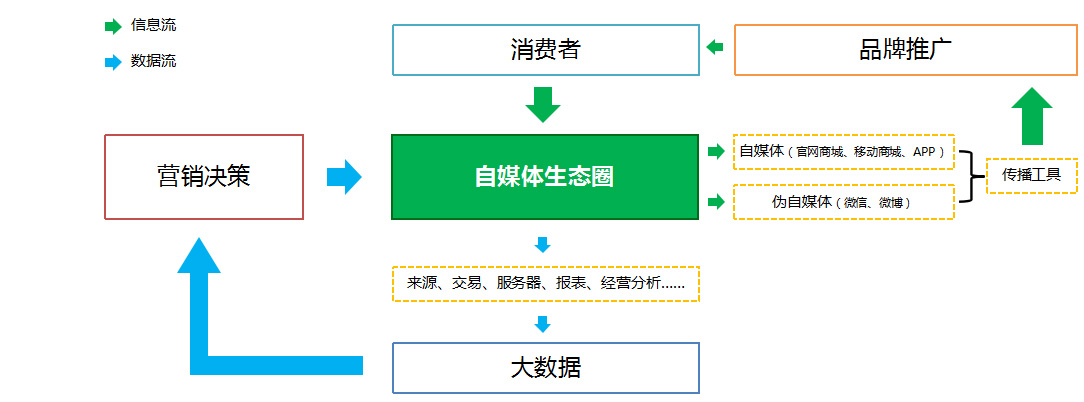 信息流
数据流
消费者
品牌推广
营销决策
自媒体生态圈
自媒体（官网商城、移动商城、APP）
伪自媒体（微信、微博）
传播工具
来源、交易、服务器、报表、经营分析......
大数据